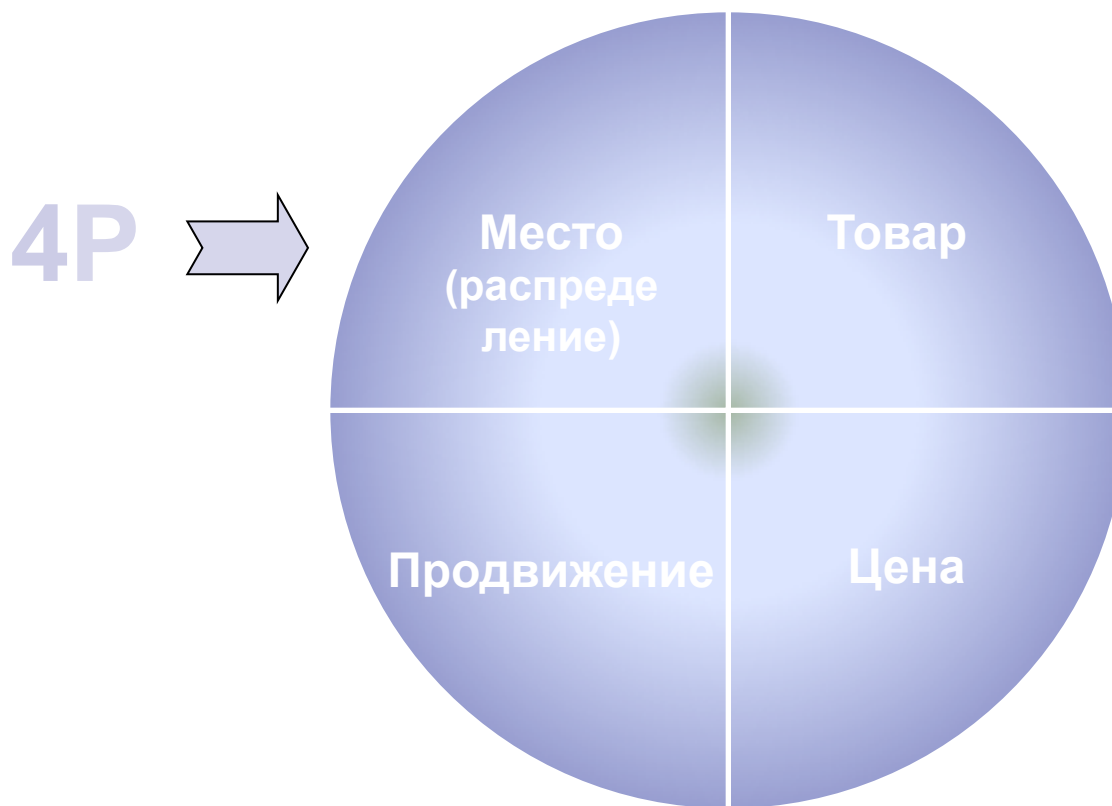 4P
Место
(распреде
ление)
Товар
Продвижение
Цена